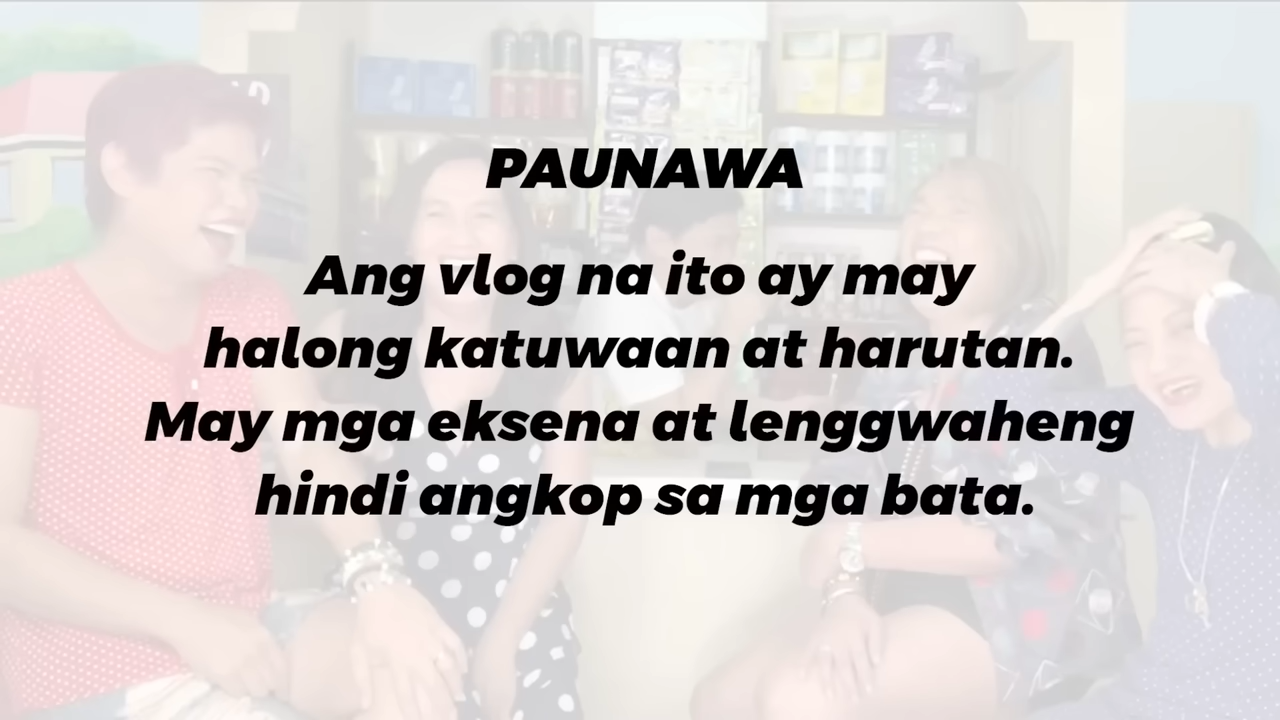 PAUNAWA
Ang vlog na ito ay may
halong katuwaan at harutan.
May mga eksena at lenggwaheng
hindi angkop sa mga bata.